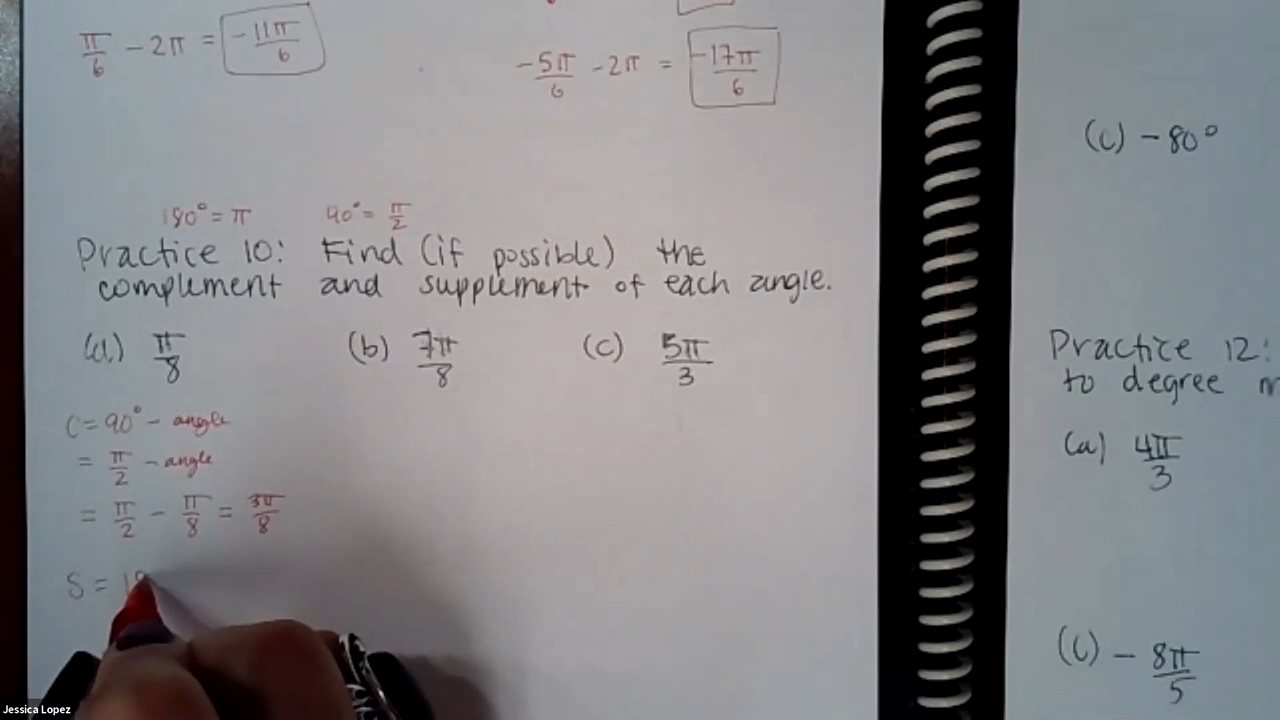 π/6 - 2π = -11π/6
-5π/6 - 2π = -17π/6
180° = π 90° = π/2
Practice 10: Find (if possible) the
complement and supplement of each angle.
(a) π/8 (b) 7π/8 (c) 5π/3
C = 90° - angle
= π/2 - angle
= π/2 - π/8 = 3π/8
S = 18
(c) - 80°
Practice 12:
to degree
(a) 4π/3
(c) - 8π/5
Jessica Lopez